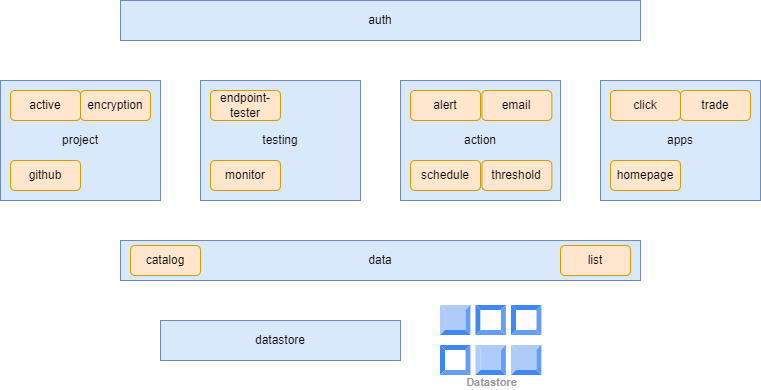 auth
active
encryption
project
github
endpoint-
tester
testing
monitor
alert
email
action
schedule
threshold
click
trade
apps
homepage
catalog
data
list
datastore
Datastore